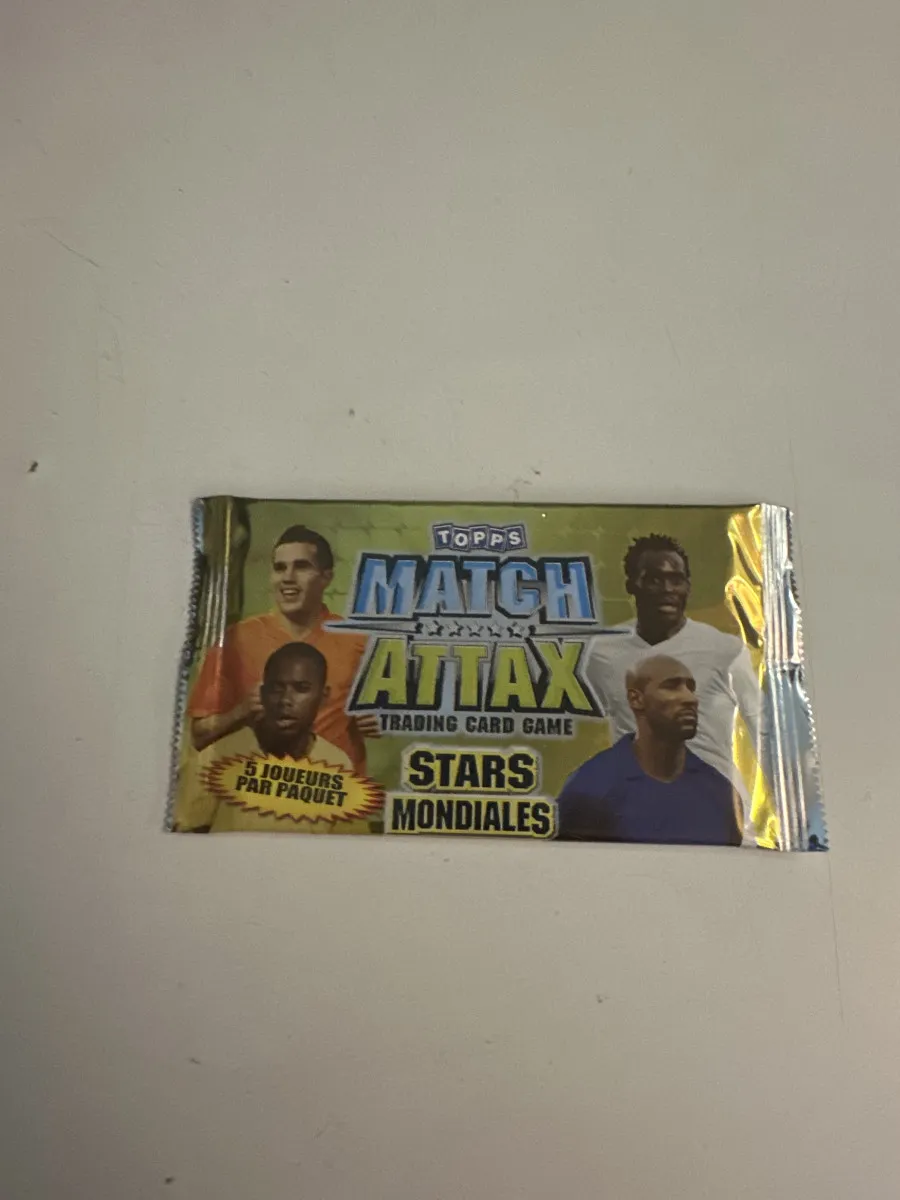 TOPPS
MATCH
ATTAX
TRADING CARD GAME
5 JOUEURS
PAR PAQUET
STARS
MONDIALES